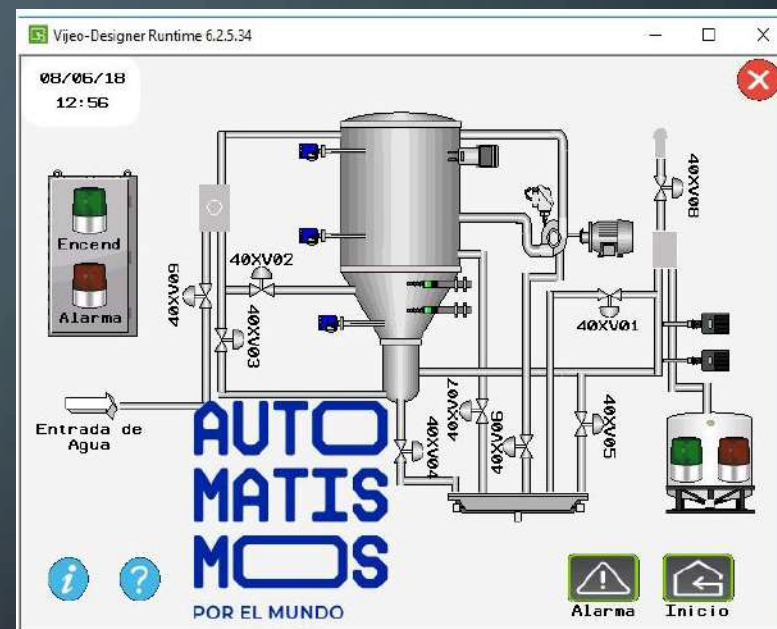 Vijeo-Designer Runtime 6.2.5.34
08/06/18
12:56
Encend
Alarma
40XV02
40XV09
40XV03
40XV08
40XV01
Entrada de
Agua
40XV04
40XV07
40XV06
40XV05
AUTO
MATIS
MOS
POR EL MUNDO
Alarma
Inicio